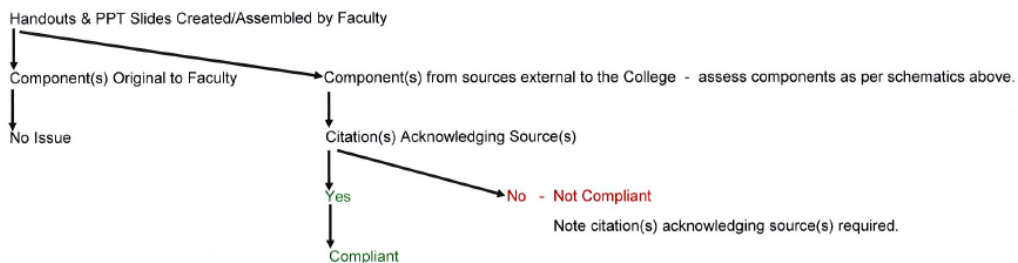 Handouts & PPT Slides Created/Assembled by Faculty
Component(s) Original to Faculty
Component(s) from sources external to the College - assess components as per schematics above.
No Issue
Citation(s) Acknowledging Source(s)
Yes
No - Not Compliant
Note citation(s) acknowledging source(s) required.
Compliant